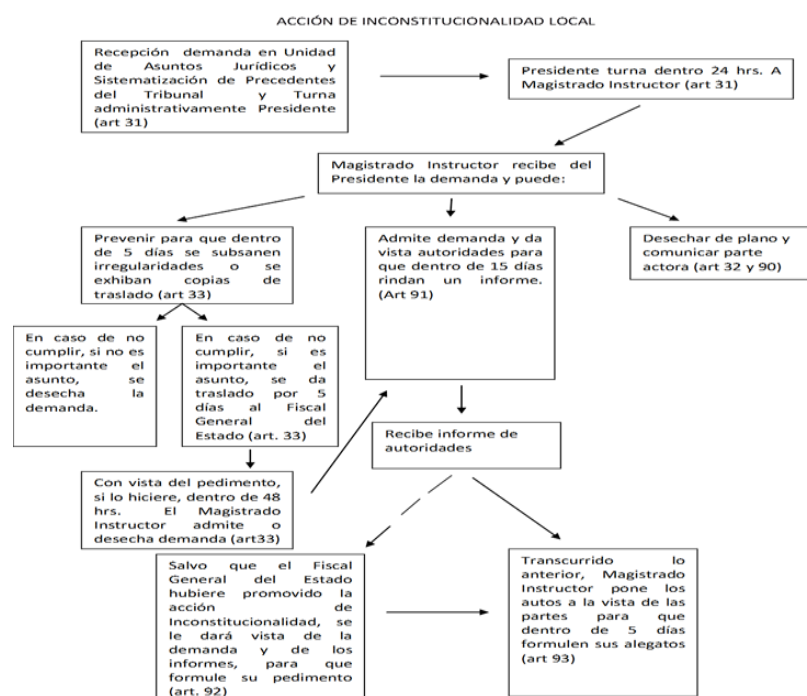 ACCIÓN DE INCONSTITUCIONALIDAD LOCAL
Recepción demanda en Unidad
de Asuntos Jurídicos y
Sistematización de Precedentes
del Tribunal y Turna
administrativamente Presidente
(art 31)
Presidente turna dentro 24 hrs. A
Magistrado Instructor (art 31)
Magistrado Instructor recibe del
Presidente la demanda y puede:
Prevenir para que dentro
de 5 días se subsanen
irregularidades o se
exhiban copias de
traslado (art 33)
Admite demanda y da
vista autoridades para
que dentro de 15 días
rindan un informe.
(Art 91)
Desechar de plano y
comunicar parte
actora (art 32 y 90)
En caso de no
cumplir, si no es
importante el
asunto, se
desecha la
demanda.
En caso de no
cumplir, si es
importante el
asunto, se da
traslado por 5
días al Fiscal
General del
Estado (art. 33)
Recibe informe de
autoridades
Con vista del pedimento,
si lo hiciere, dentro de 48
hrs. El Magistrado
Instructor admite o
desecha demanda (art33)
Salvo que el Fiscal
General del Estado
hubiere promovido la
acción de
Inconstitucionalidad, se
le dará vista de la
demanda y de los
informes, para que
formule su pedimento
(art. 92)
Transcurrido lo
anterior, Magistrado
Instructor pone los
autos a la vista de las
partes para que
dentro de 5 días
formulen sus alegatos
(art 93)